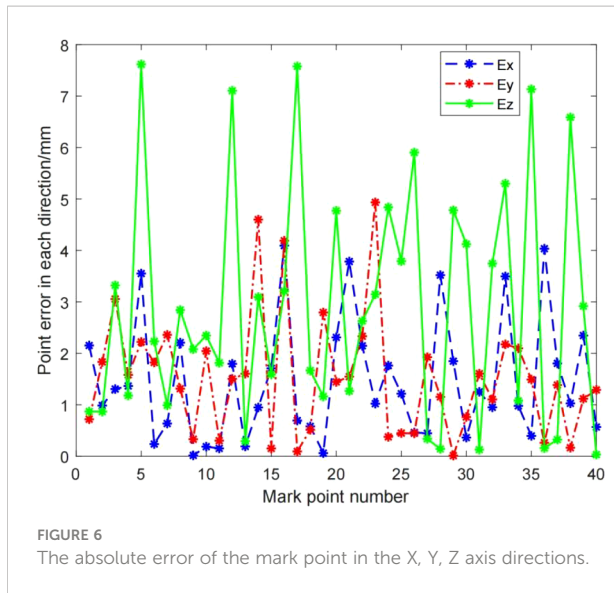 8
7
6
5
4
3
2
1
0
Point error in each direction/mm
Ex
Ey
Ez
0 5 10 15 20 25 30 35 40
Mark point number
FIGURE 6
The absolute error of the mark point in the X, Y, Z axis directions.